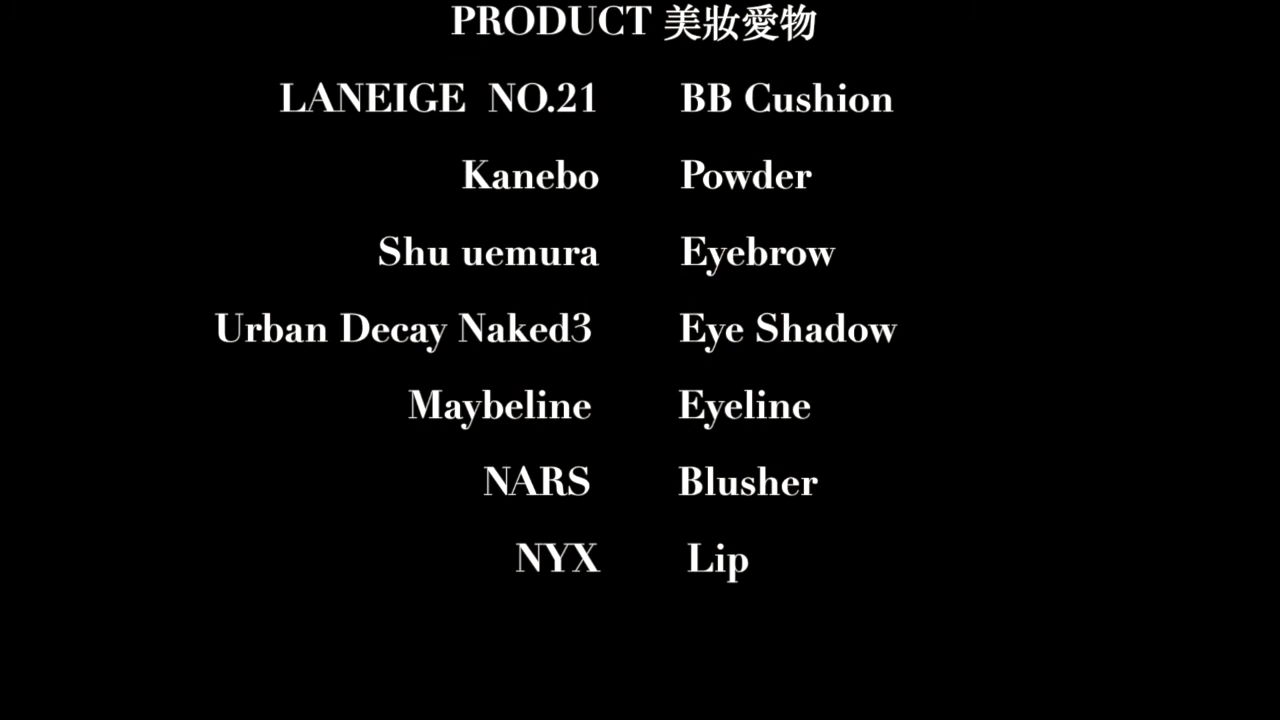 PRODUCT 美妝愛物
LANEIGE NO.21 BB Cushion
Kanebo Powder
Shu uemura Eyebrow
Urban Decay Naked3 Eye Shadow
Maybeline Eyeline
NARS Blusher
NYX Lip